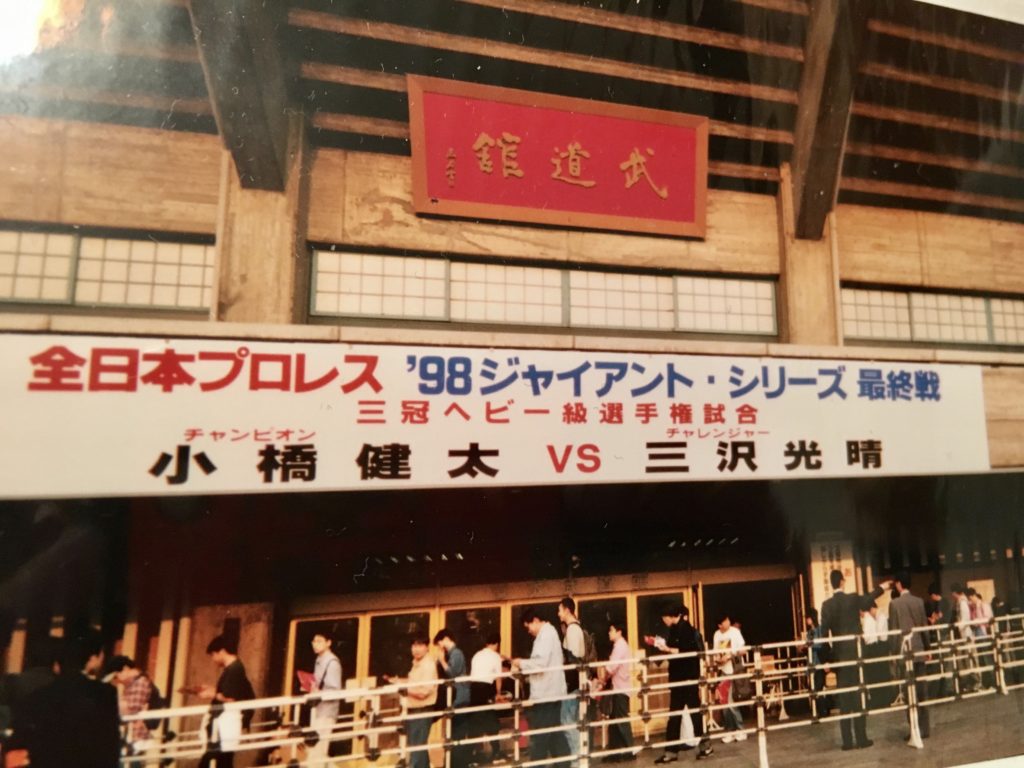 武道館
全日本プロレス '98ジャイアント・シリーズ 最終戦
三冠ヘビー級選手権試合
チャンピオン チャレンジャー
小橋健太 VS 三沢光晴